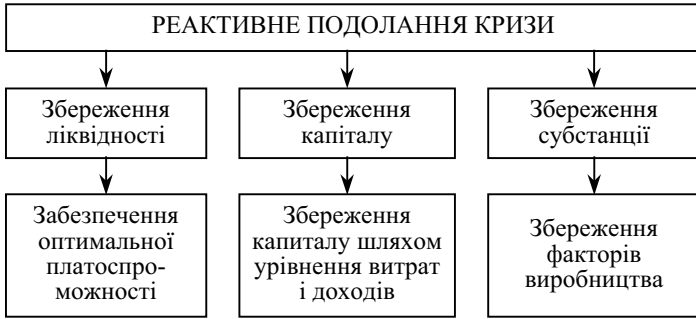 РЕАКТИВНЕ ПОДОЛАННЯ КРИЗИ
Збереження
ліквідності
Збереження
капіталу
Збереження
субстанції
Забезпечення
оптимальної
платоспро-
можності
Збереження
капиталу шляхом
урівнення витрат
і доходів
Збереження
факторів
виробництва